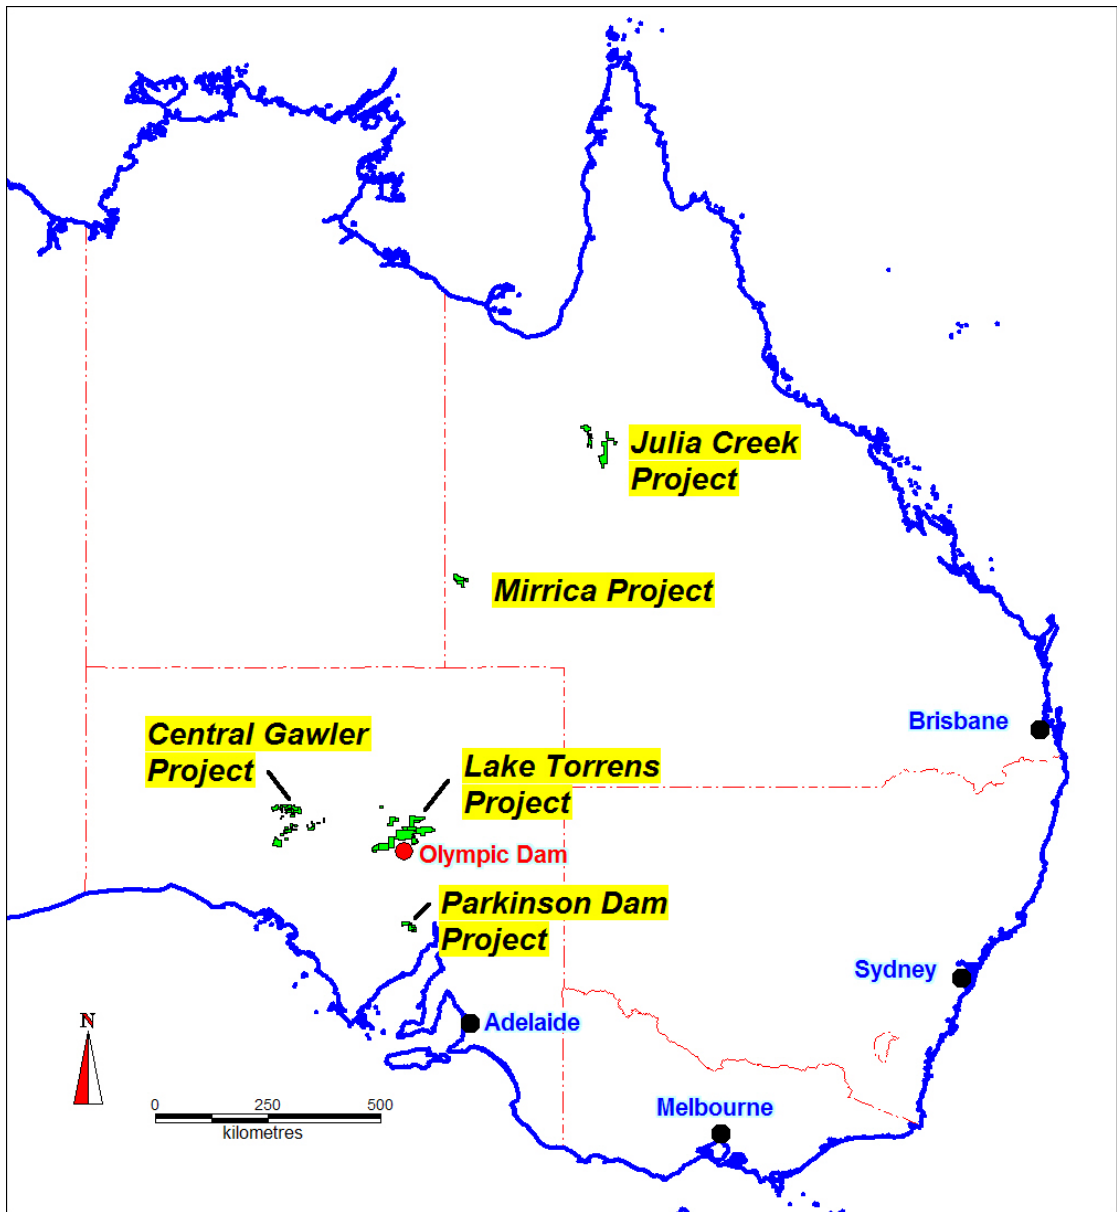 Julia Creek
Project
Mirrica Project
Brisbane
Central Gawler
Project
Lake Torrens
Project
Olympic Dam
Parkinson Dam
Project
Sydney
N
Adelaide
0 250 500
kilometres
Melbourne